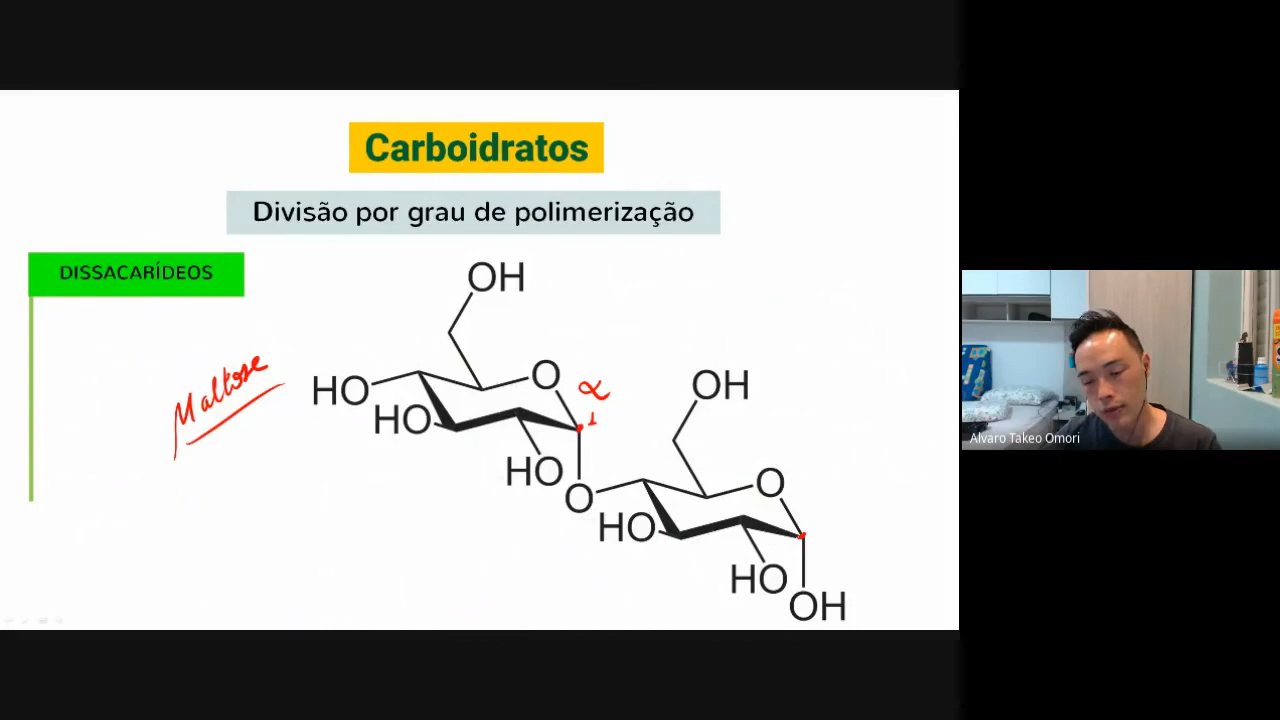 Carboidratos
Divisão por grau de polimerização
DISSACARÍDEOS
Maltose
OH
HO
O
α
1
HO
HO
O
OH
HO
O
HO
OH
Alvaro Takeo Omori